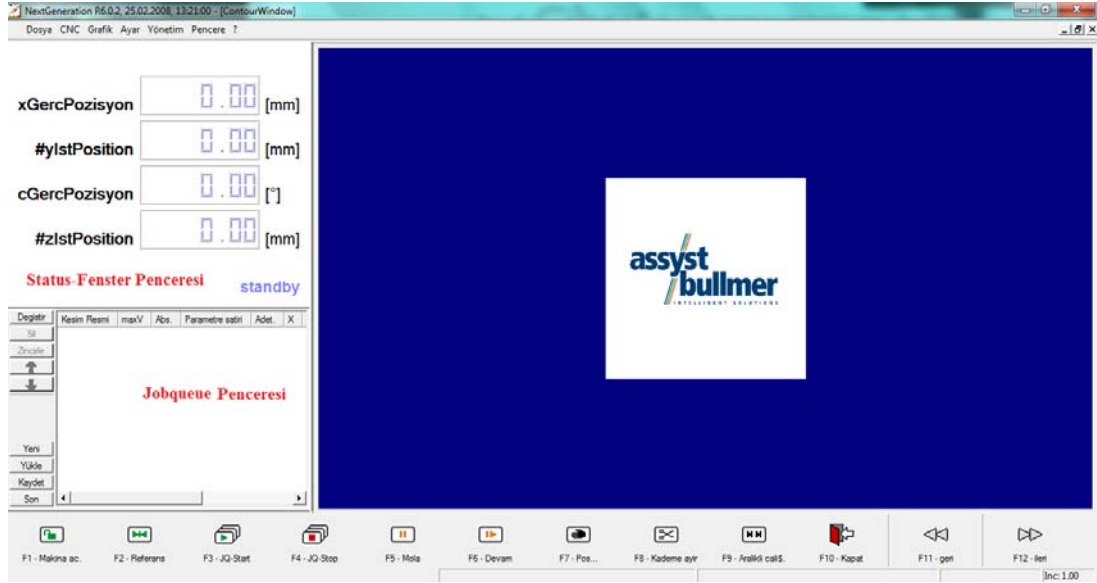 NextGeneration R6.0.2, 25.02.2008, 13:21:00 - [ContourWindow]
Dosya CNC Grafik Ayar Yönetim Pencere ?
xGercPozisyon 0.00 [mm]
#yIstPosition 0.00 [mm]
cGercPozisyon 0.00 [°]
#zIstPosition 0.00 [mm]
Status-Fenster Penceresi
standby
Degistir
Sil
Zincirle
Yeni
Yükle
Kaydet
Son
Kesim Resmi maxV Abs. Parametre satiri Adet. X
Jobqueue Penceresi
assyst
bullmer
INTELLIGENT SOLUTIONS
F1 - Makina ac. F2 - Referans F3 - JQ-Start F4 - JQ-Stop F5 - Mola F6 - Devam F7 - Pos... F8 - Kademe ayir F9 - Aralikli caliS. F10 - Kapat F11 - geri F12 - ileri
Inc: 1.00